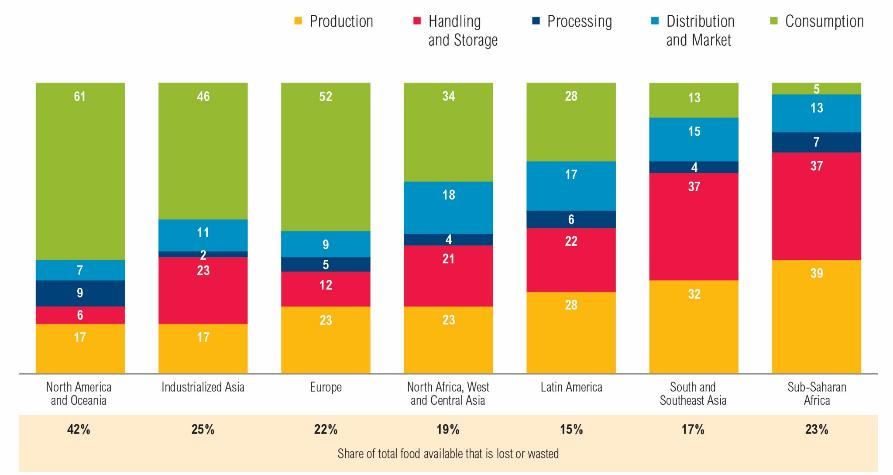 Production
Handling
and Storage
Processing
Distribution
and Market
Consumption
61 46 52 34 28 13 5
7 11 9 18 17 15 13
9 2 5 4 6 4 7
6 23 12 21 22 37 37
17 17 23 23 28 32 39
North America
and Oceania
Industrialized Asia
Europe
North Africa, West
and Central Asia
Latin America
South and
Southeast Asia
Sub-Saharan
Africa
42% 25% 22% 19% 15% 17% 23%
Share of total food available that is lost or wasted